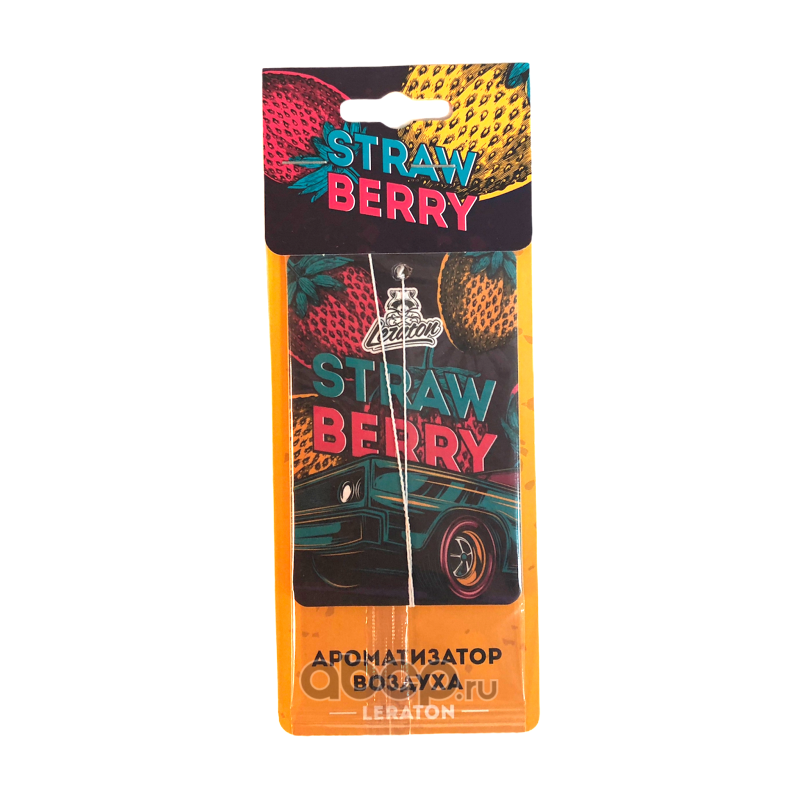 STRAW
BERRY
Leraton
STRAW
BERRY
АРОМАТИЗАТОР
ВОЗДУХА
LERATON